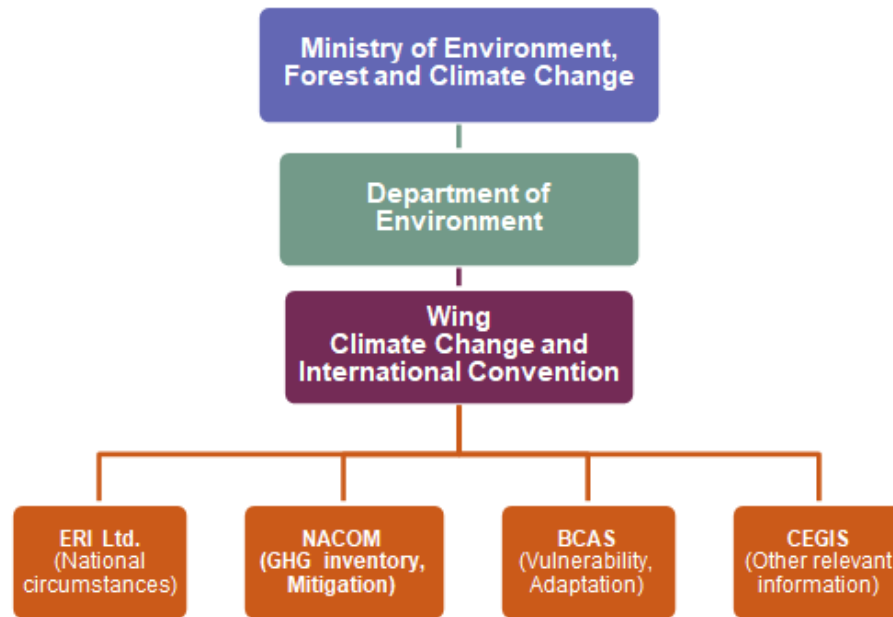 Ministry of Environment,
Forest and Climate Change
Department of
Environment
Wing
Climate Change and
International Convention
ERI Ltd.
(National
circumstances)
NACOM
(GHG inventory,
Mitigation)
BCAS
(Vulnerability,
Adaptation)
CEGIS
(Other relevant
information)